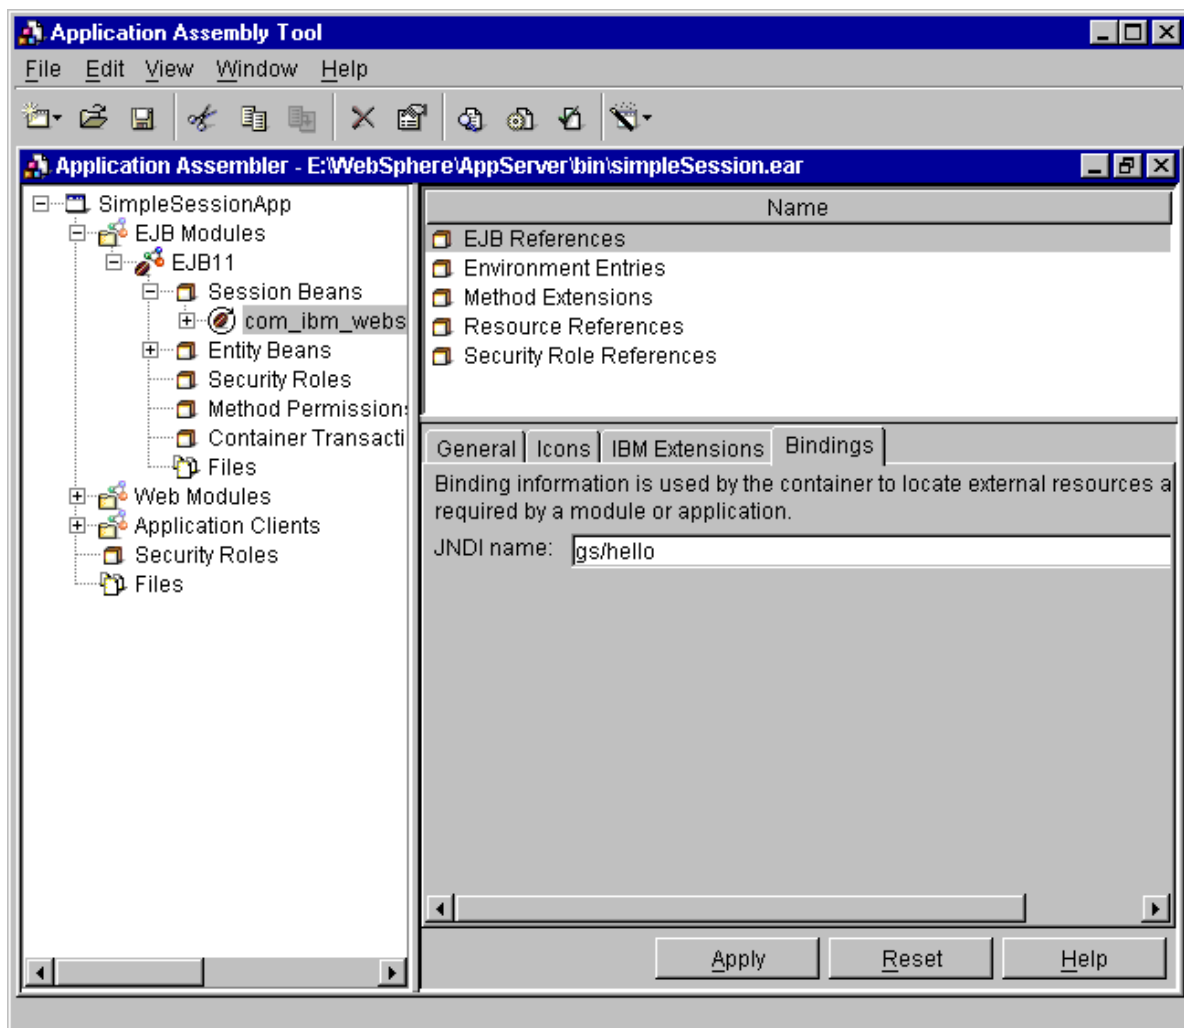 Application Assembly Tool
File Edit View Window Help
Application Assembler - E:\WebSphere\AppServer\bin\simpleSession.ear
SimpleSessionApp
EJB Modules
EJB11
Session Beans
com_ibm_webs
Entity Beans
Security Roles
Method Permission
Container Transacti
Files
Web Modules
Application Clients
Security Roles
Files
Name
EJB References
Environment Entries
Method Extensions
Resource References
Security Role References
General Icons IBM Extensions Bindings
Binding information is used by the container to locate external resources a
required by a module or application.
JNDI name: gs/hello
Apply Reset Help